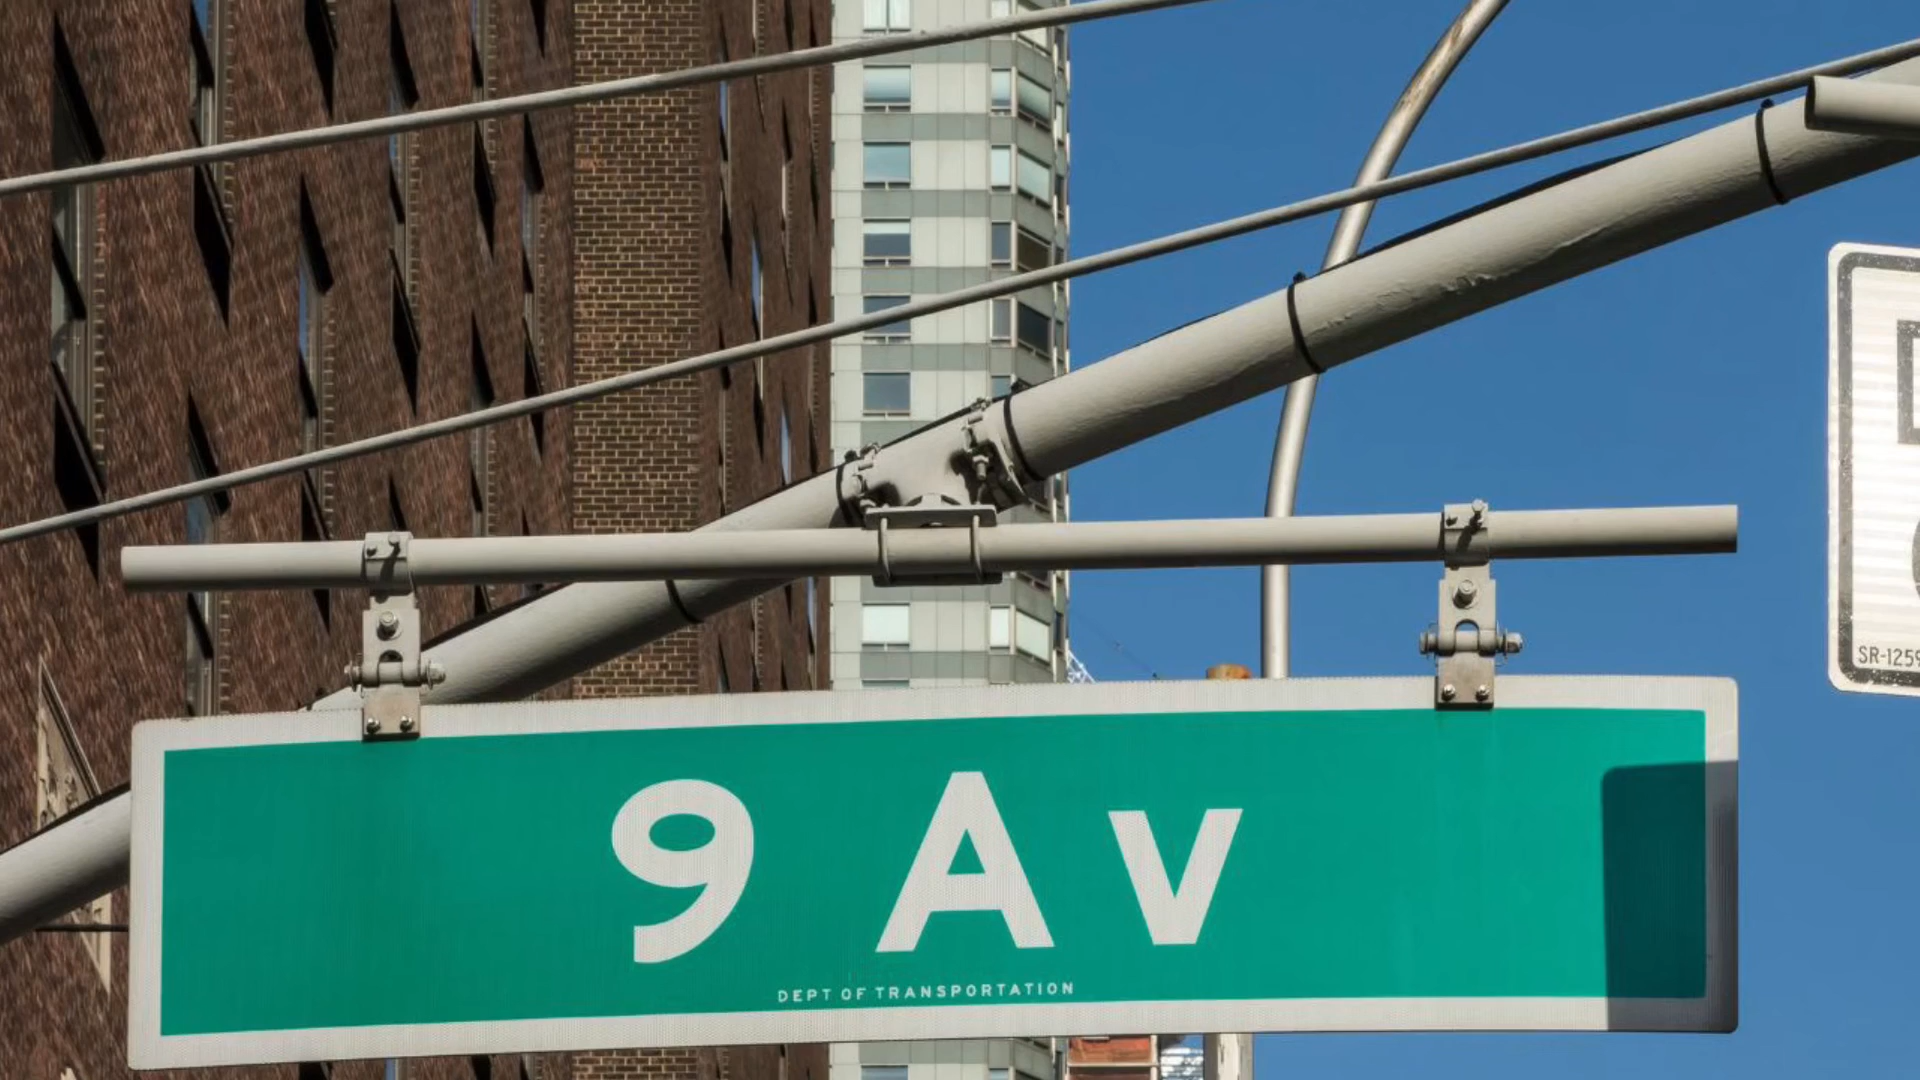 9 Av
DEPT OF TRANSPORTATION
SR-1259